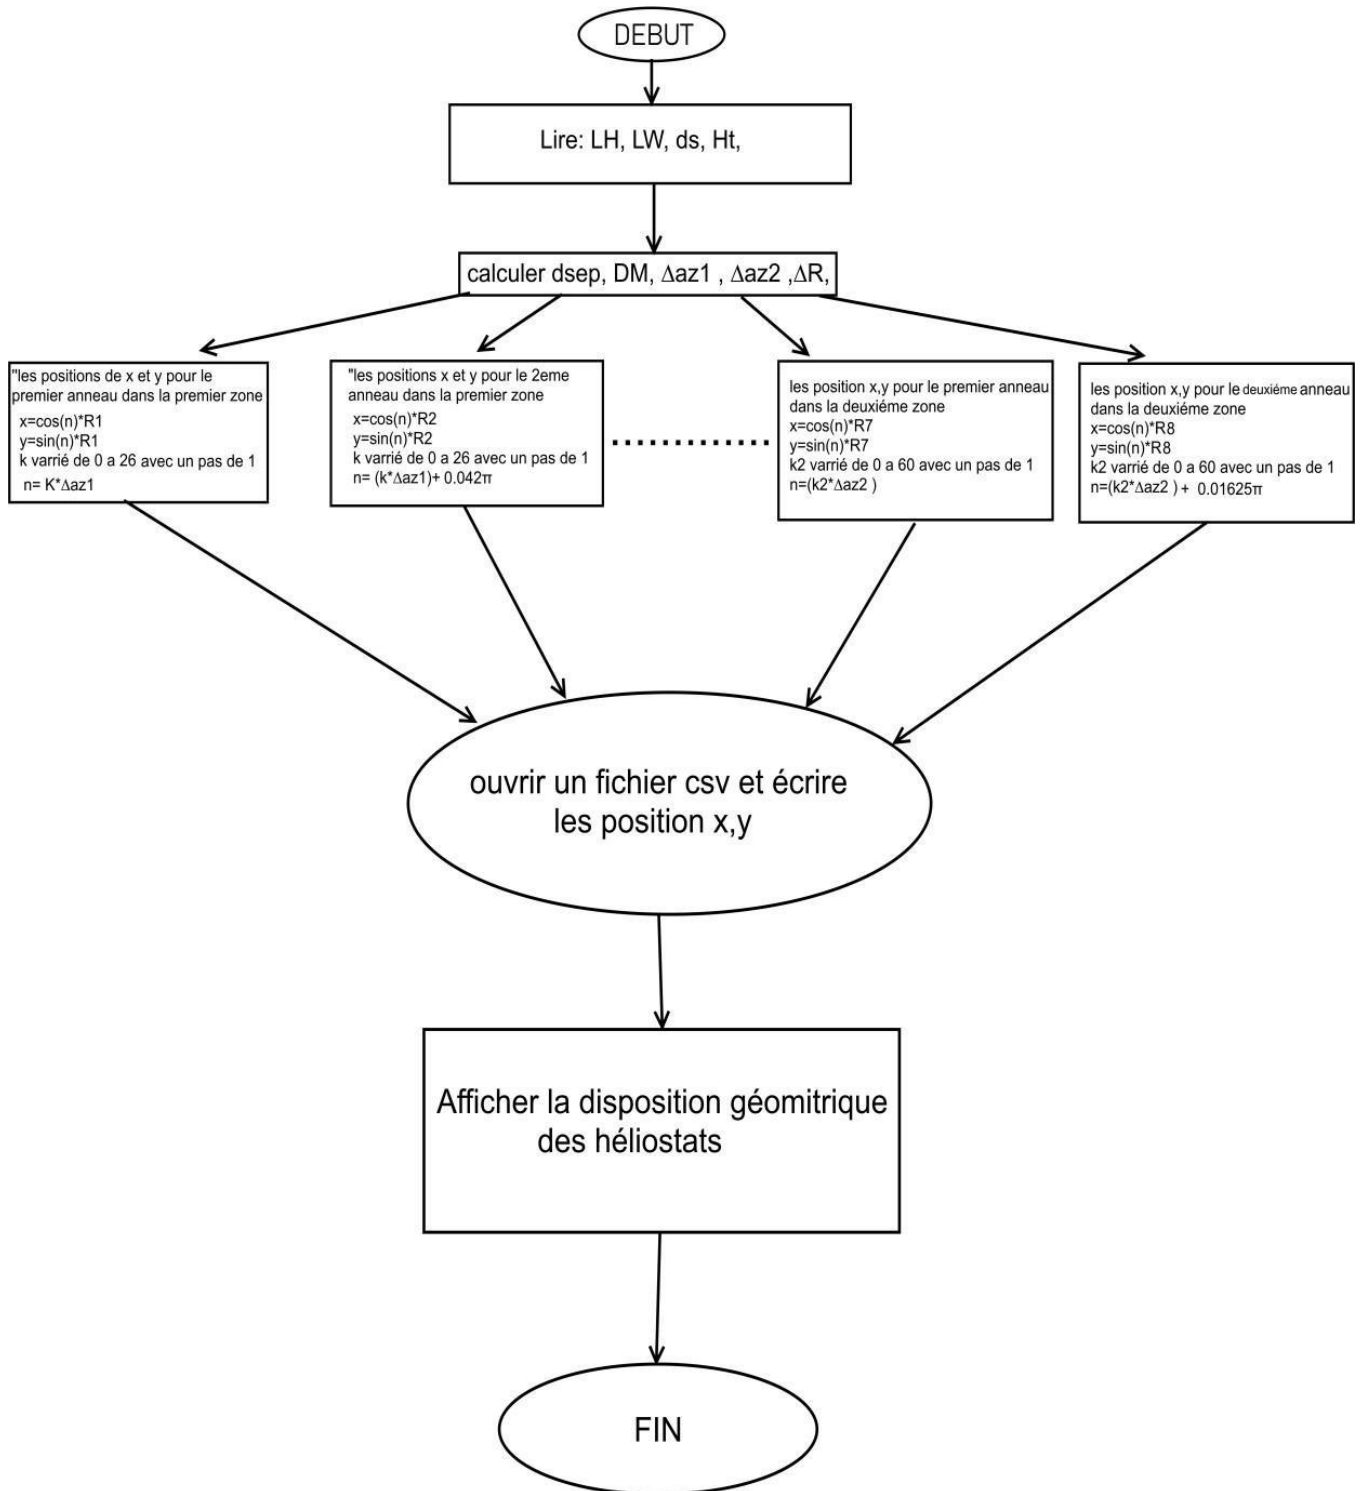 DEBUT
Lire: LH, LW, ds, Ht,
calculer dsep, DM, Δaz1 , Δaz2 ,ΔR,
"les positions de x et y pour le
premier anneau dans la premier zone
x=cos(n)*R1
y=sin(n)*R1
k varrié de 0 a 26 avec un pas de 1
n= K*Δaz1
"les positions x et y pour le 2eme
anneau dans la premier zone
x=cos(n)*R2
y=sin(n)*R2
k varrié de 0 a 26 avec un pas de 1
n= (k*Δaz1)+ 0.042π
les position x,y pour le premier anneau
dans la deuxiéme zone
x=cos(n)*R7
y=sin(n)*R7
k2 varrié de 0 a 60 avec un pas de 1
n=(k2*Δaz2 )
les position x,y pour le deuxiéme anneau
dans la deuxiéme zone
x=cos(n)*R8
y=sin(n)*R8
k2 varrié de 0 a 60 avec un pas de 1
n=(k2*Δaz2 ) + 0.01625π
ouvrir un fichier csv et écrire
les position x,y
Afficher la disposition géomitrique
des héliostats
FIN